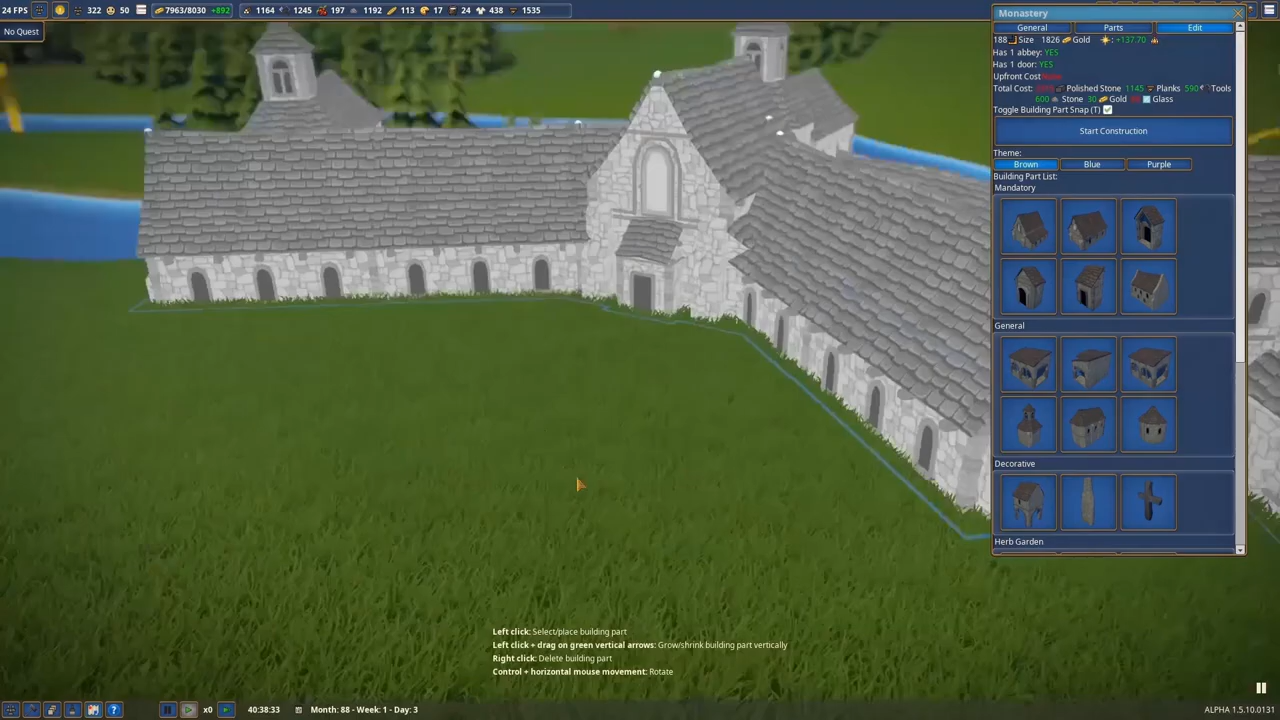 24 FPS 322 50 7963/8030 +892 1164 1245 197 1192 113 17 24 438 1535
No Quest
Monastery
General Parts Edit
188 Size 1826 Gold : +137.70
Has 1 abbey: YES
Has 1 door: YES
Upfront Cost
Total Cost: Polished Stone 1145 Planks 590 Tools
600 Stone 30 Gold Glass
Toggle Building Part Snap (T)
Start Construction
Theme:
Brown Blue Purple
Building Part List:
Mandatory
General
Decorative
Herb Garden
Left click: Select/place building part
Left click + drag on green vertical arrows: Grow/shrink building part vertically
Right click: Delete building part
Control + horizontal mouse movement: Rotate
x0 40:38:33 Month: 88 - Week: 1 - Day: 3
ALPHA 1.5.10.0131